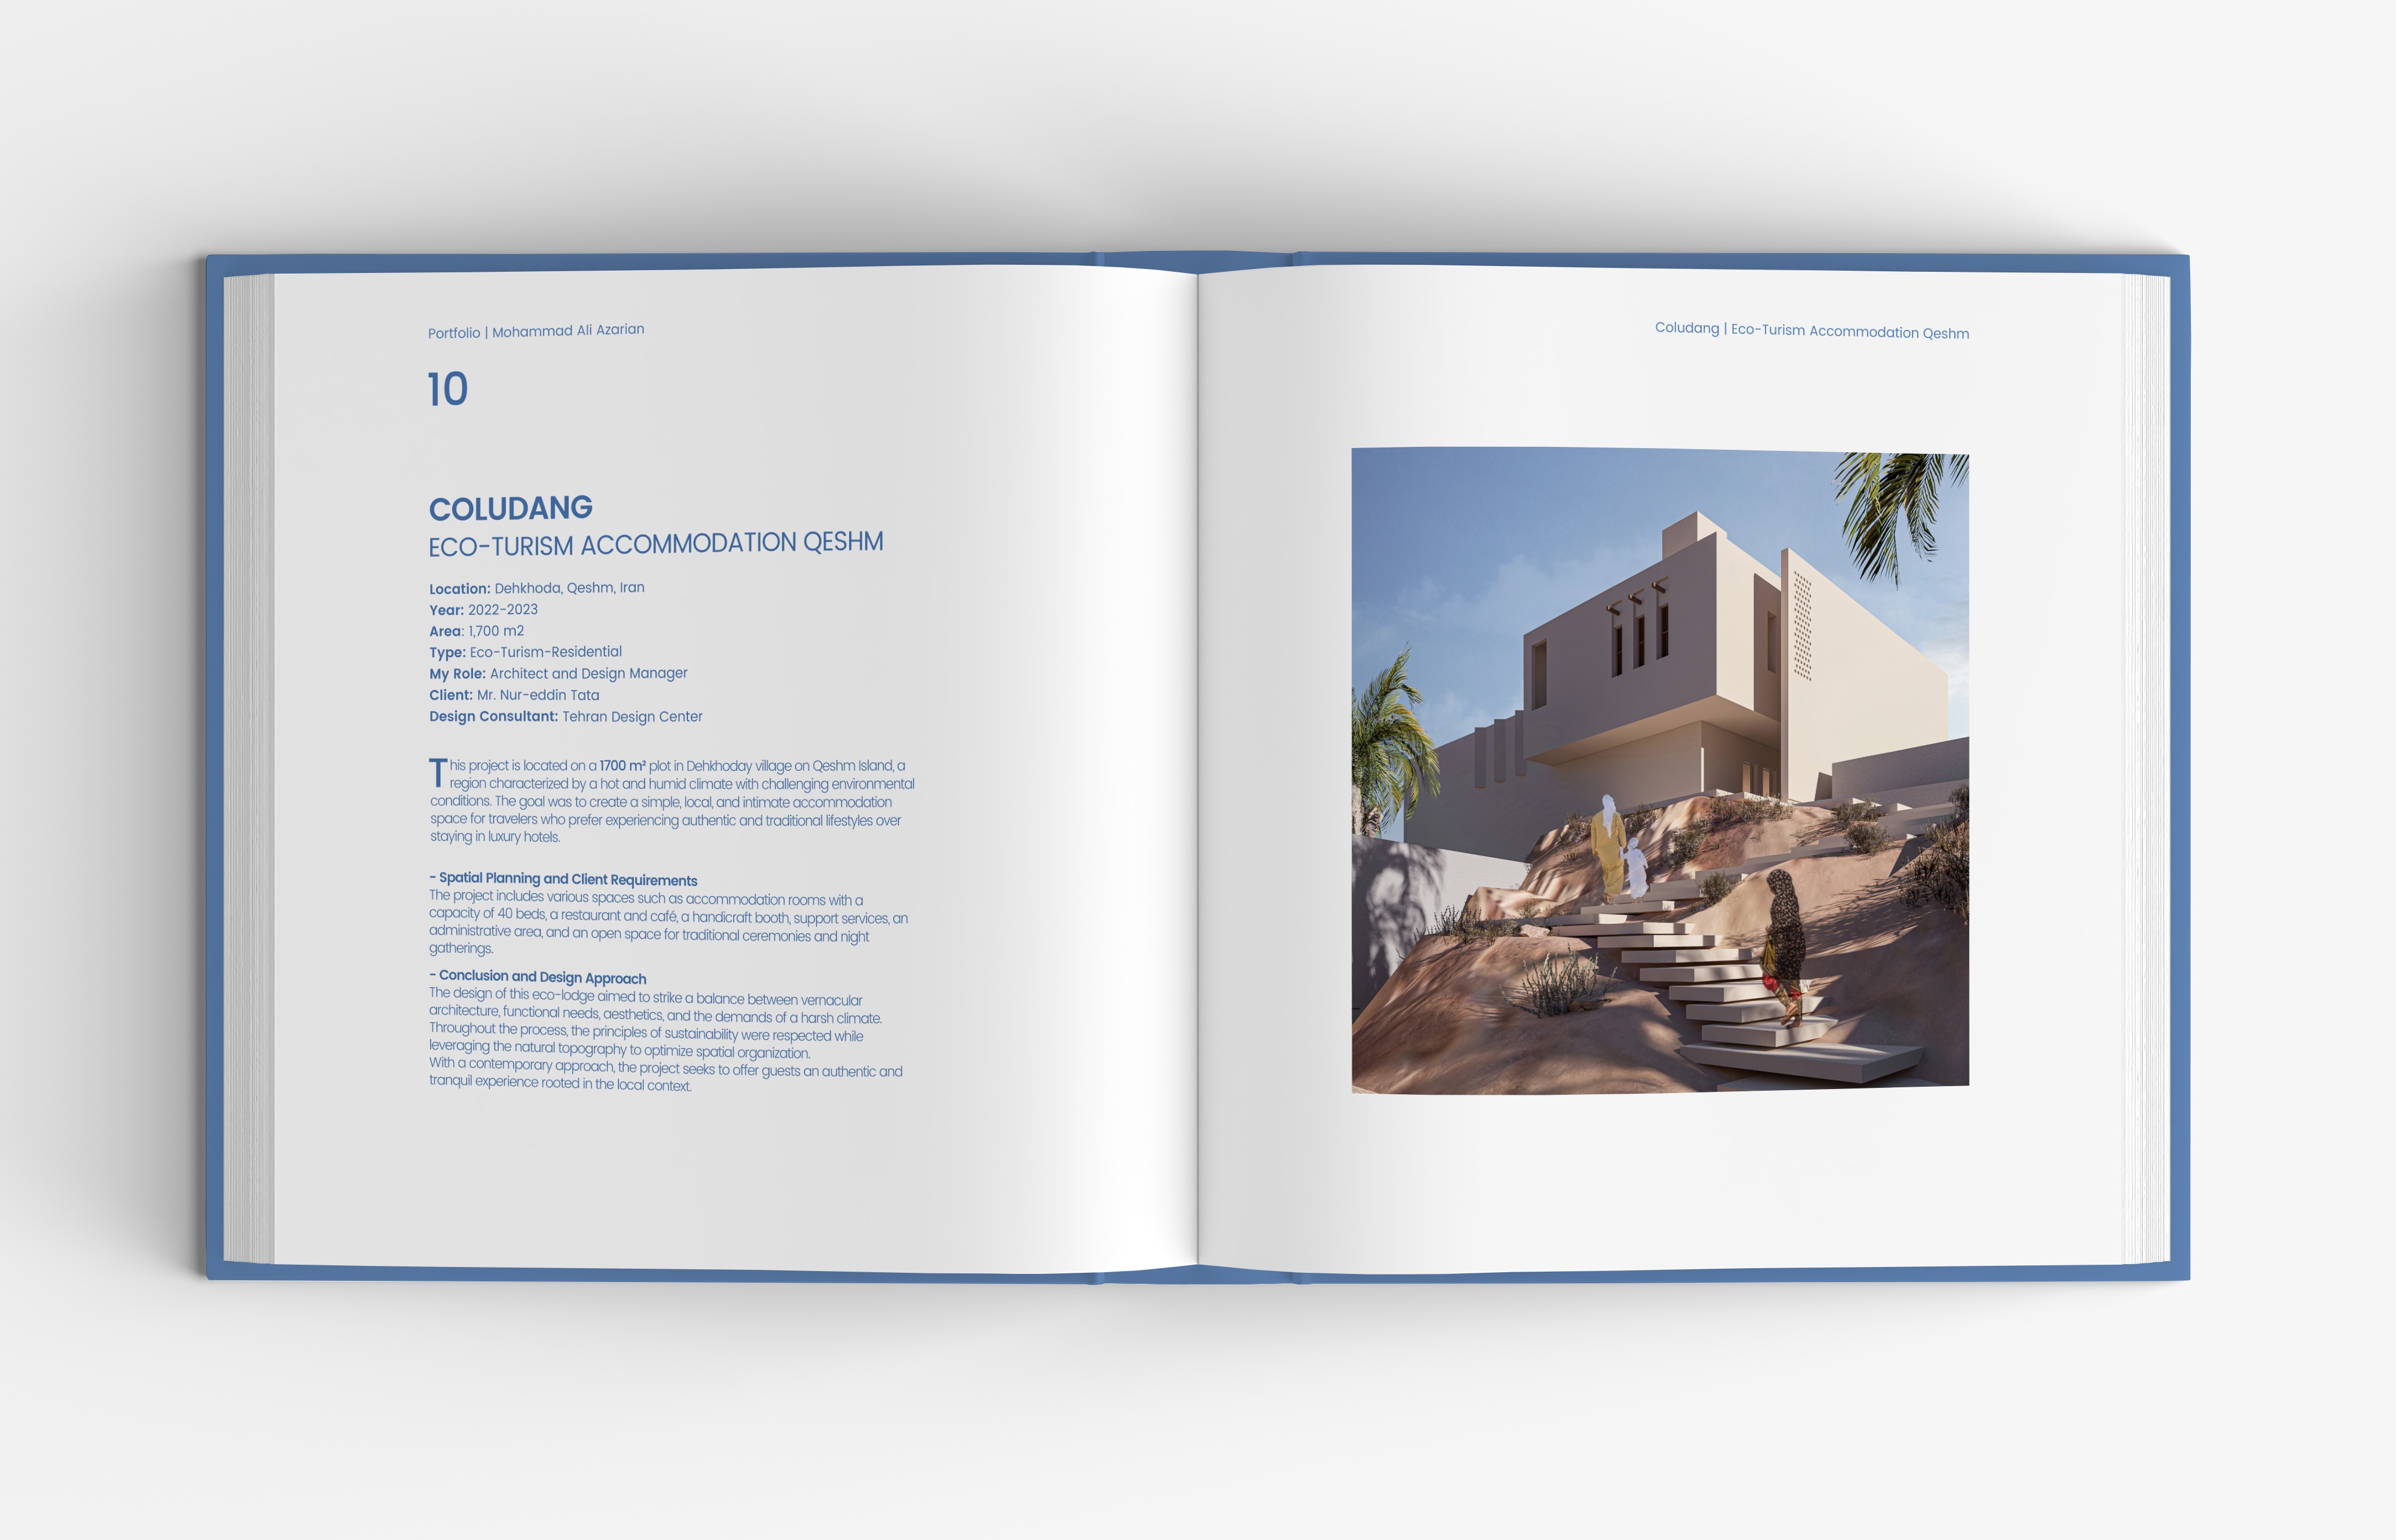 Portfolio | Mohammad Ali Azarian
10
COLUDANG
ECO-TURISM ACCOMMODATION QESHM
Location: Dehkhoda, Qeshm, Iran
Year: 2022-2023
Area: 1,700 m2
Type: Eco-Turism-Residential
My Role: Architect and Design Manager
Client: Mr. Nur-eddin Tata
Design Consultant: Tehran Design Center
This project is located on a 1700 m² plot in Dehkhoday village on Qeshm Island, a
region characterized by a hot and humid climate with challenging environmental
conditions. The goal was to create a simple, local, and intimate accommodation
space for travelers who prefer experiencing authentic and traditional lifestyles over
staying in luxury hotels.
- Spatial Planning and Client Requirements
The project includes various spaces such as accommodation rooms with a
capacity of 40 beds, a restaurant and café, a handicraft booth, support services, an
administrative area, and an open space for traditional ceremonies and night
gatherings.
- Conclusion and Design Approach
The design of this eco-lodge aimed to strike a balance between vernacular
architecture, functional needs, aesthetics, and the demands of a harsh climate.
Throughout the process, the principles of sustainability were respected while
leveraging the natural topography to optimize spatial organization.
With a contemporary approach, the project seeks to offer guests an authentic and
tranquil experience rooted in the local context.
Coludang | Eco-Turism Accommodation Qeshm